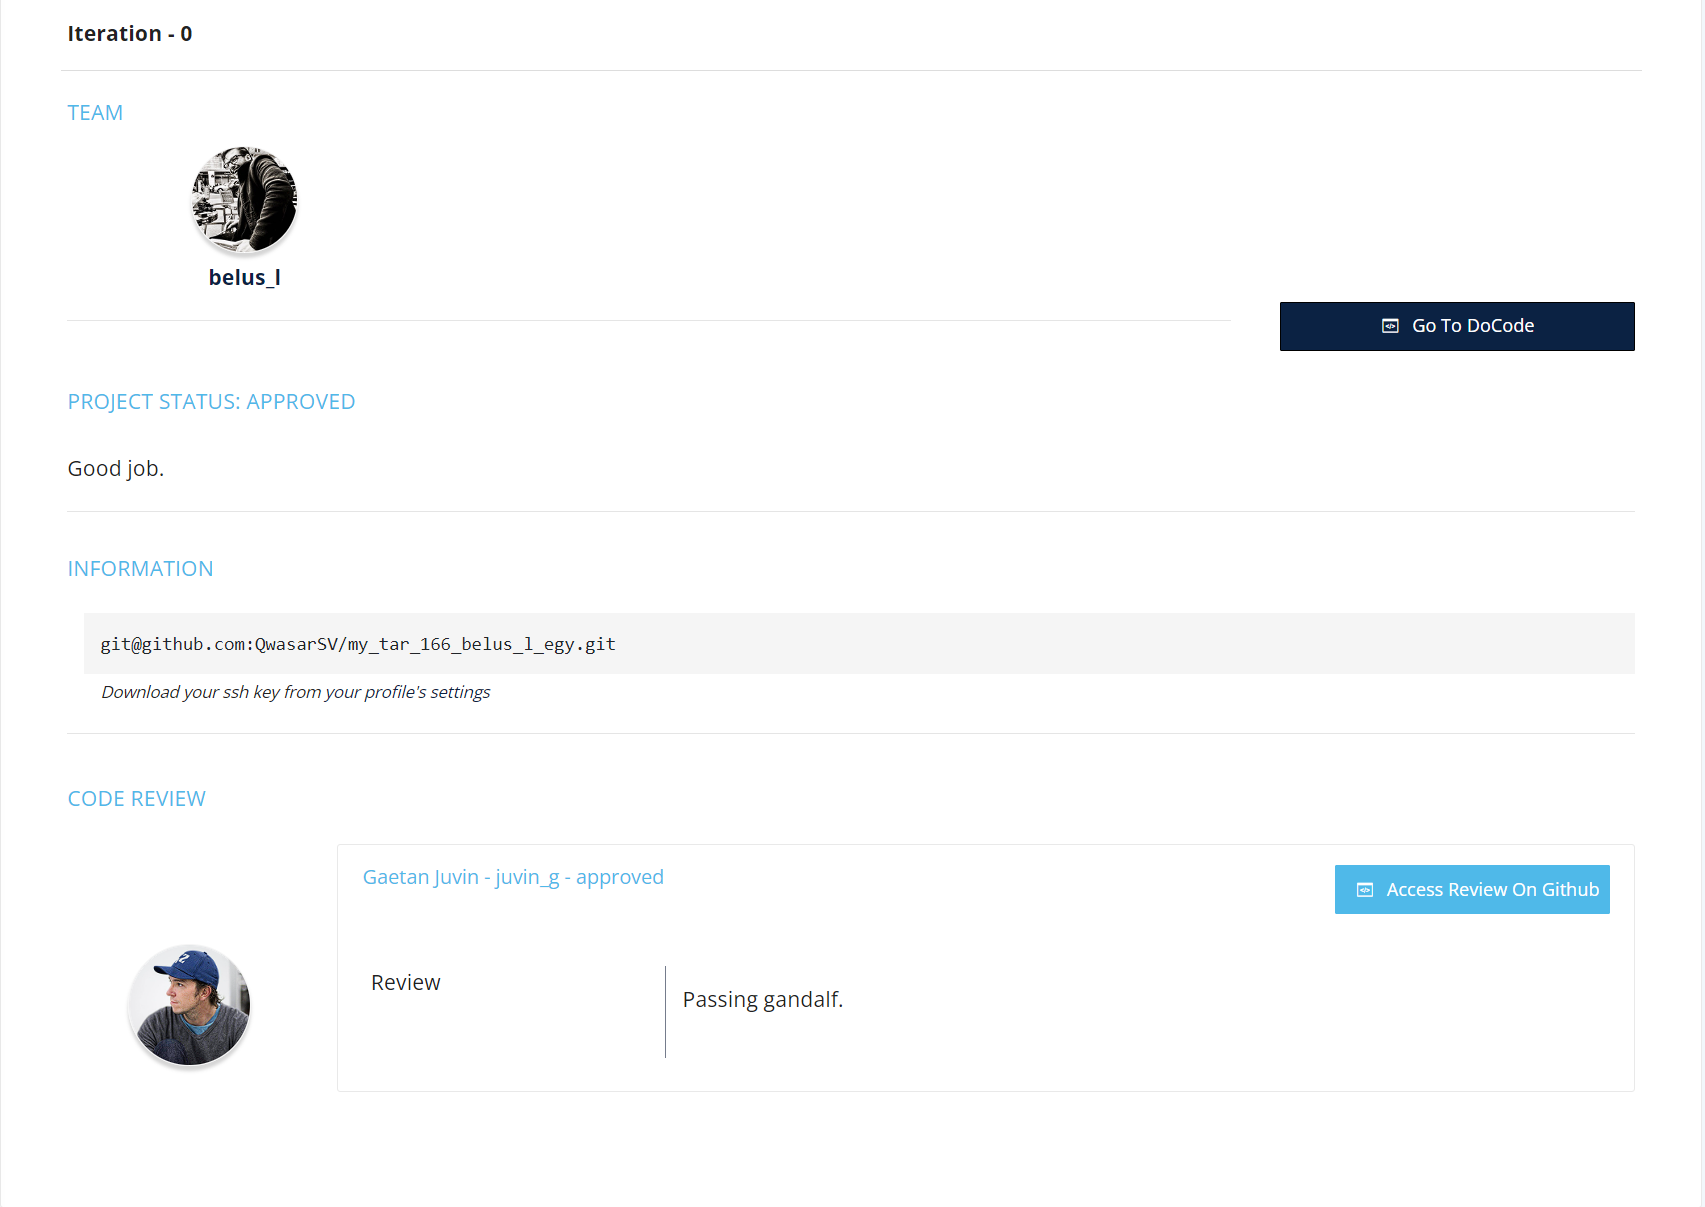 Iteration - 0
TEAM
belus_l
Go To DoCode
PROJECT STATUS: APPROVED
Good job.
INFORMATION
git@github.com:QwasarSV/my_tar_166_belus_l_egy.git
Download your ssh key from your profile's settings
CODE REVIEW
Gaetan Juvin - juvin_g - approved
Access Review On Github
Review
Passing gandalf.